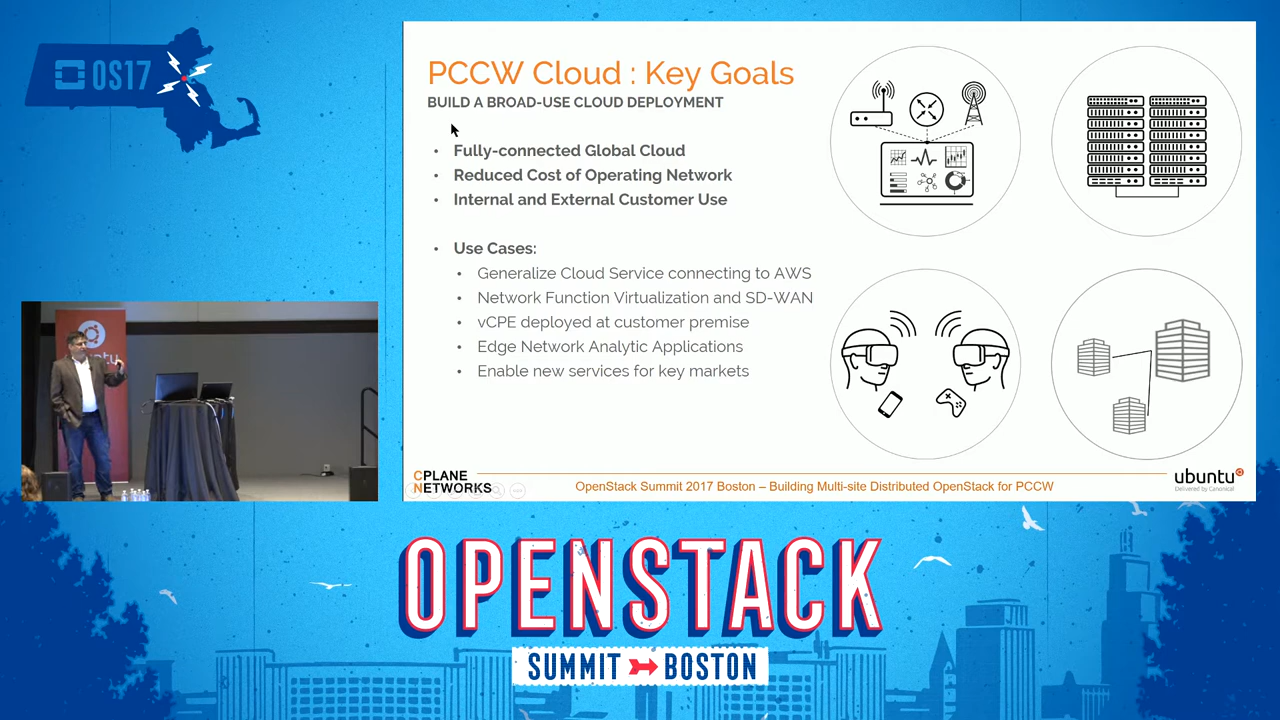 OS17
PCCW Cloud : Key Goals
BUILD A BROAD-USE CLOUD DEPLOYMENT
• Fully-connected Global Cloud
• Reduced Cost of Operating Network
• Internal and External Customer Use
• Use Cases:
• Generalize Cloud Service connecting to AWS
• Network Function Virtualization and SD-WAN
• vCPE deployed at customer premise
• Edge Network Analytic Applications
• Enable new services for key markets
CPLANE
NETWORKS
OpenStack Summit 2017 Boston – Building Multi-site Distributed OpenStack for PCCW
ubuntu
Delivered by Canonical
OPENSTACK
SUMMIT BOSTON